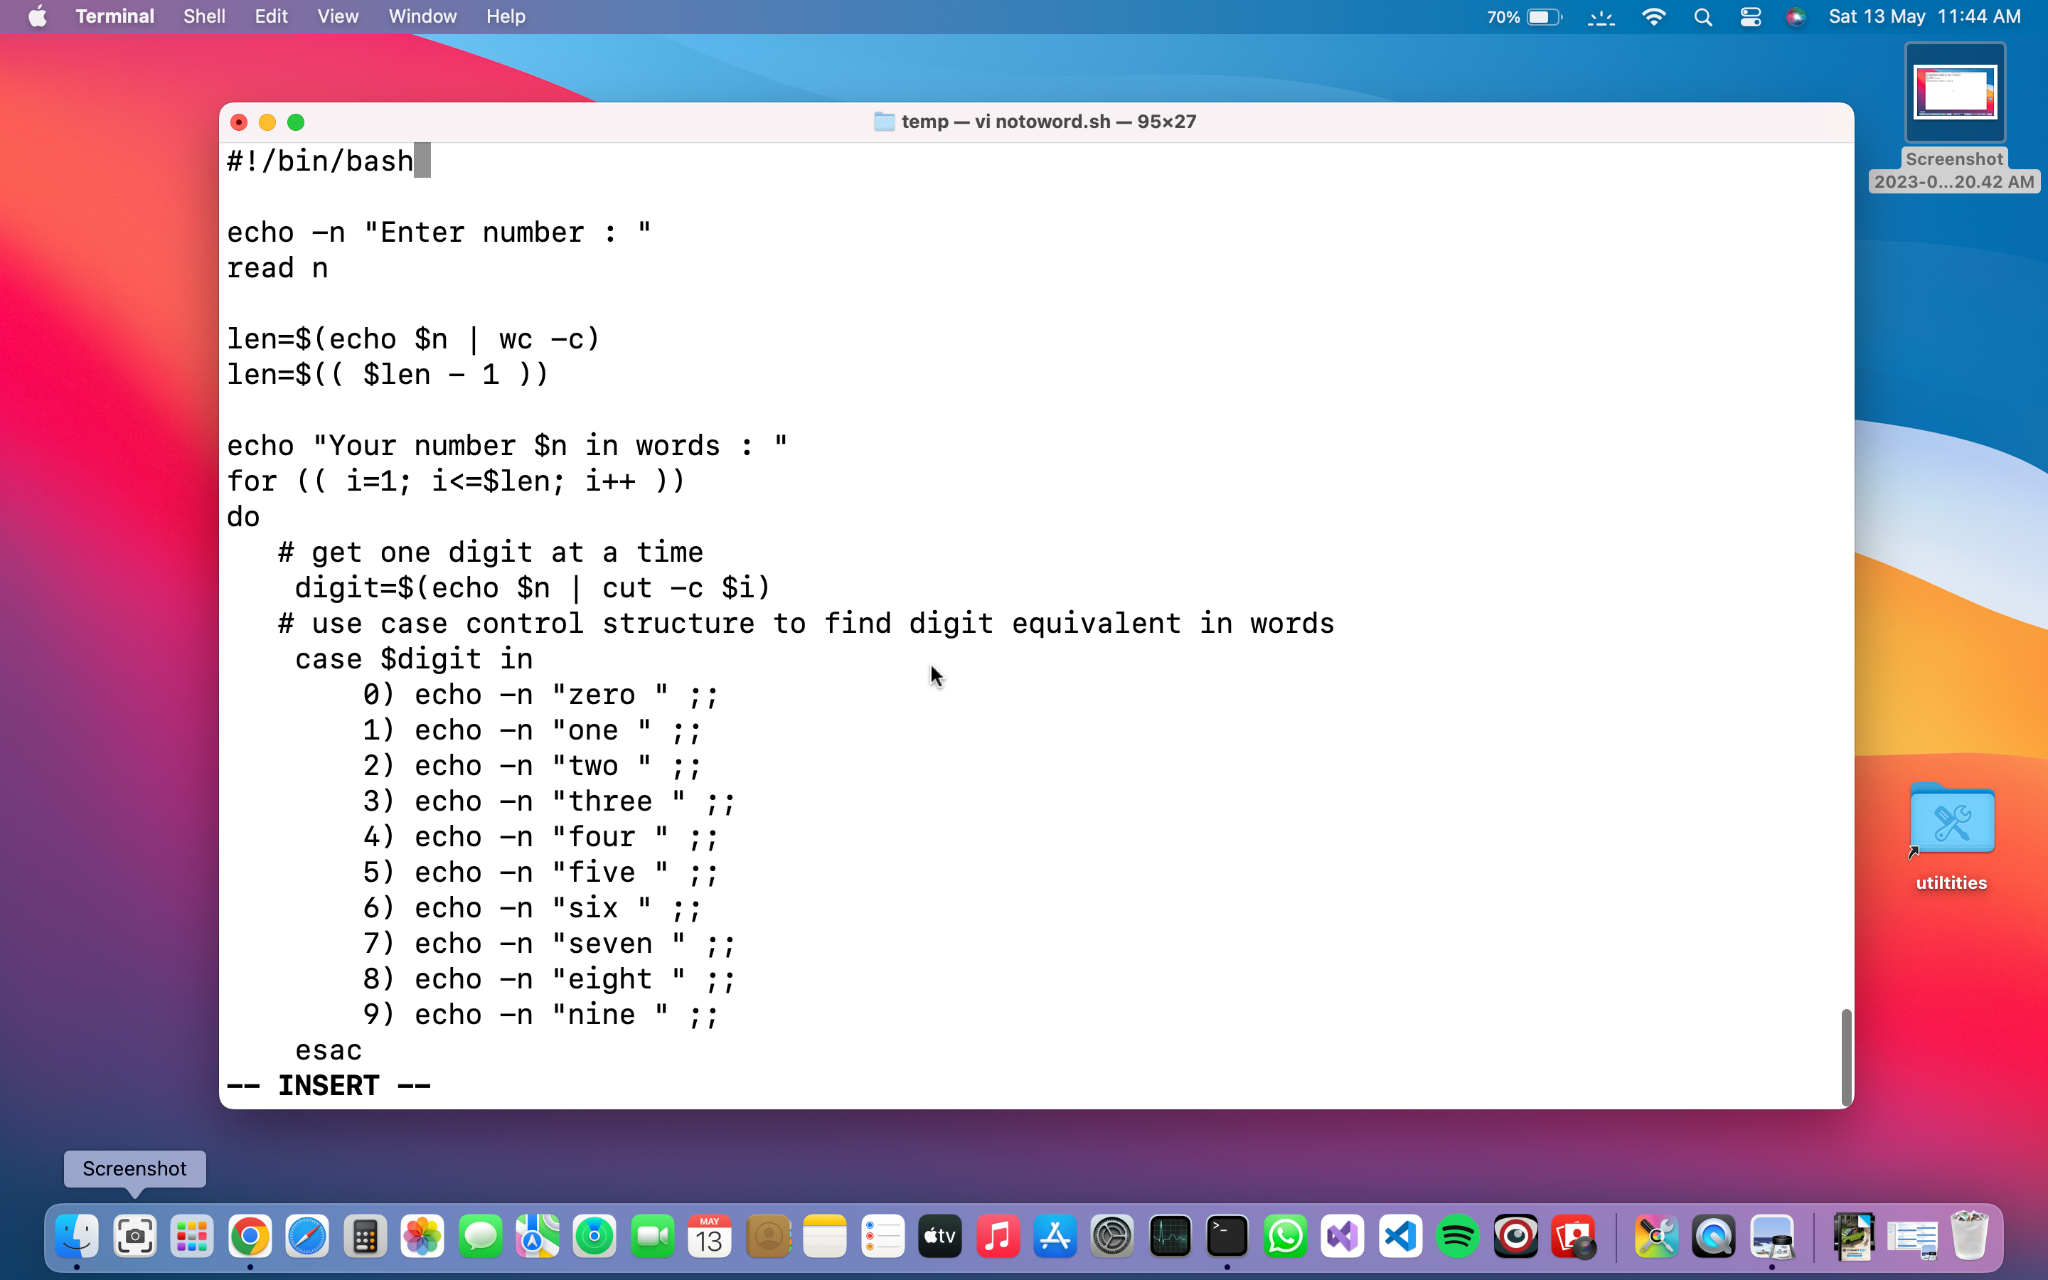 Terminal Shell Edit View Window Help 70% Sat 13 May 11:44 AM
Screenshot
2023-0...20.42 AM
temp — vi notoword.sh — 95×27
#!/bin/bash
echo -n "Enter number : "
read n
len=$(echo $n | wc -c)
len=$(( $len - 1 ))
echo "Your number $n in words : "
for (( i=1; i<=$len; i++ ))
do
   # get one digit at a time
    digit=$(echo $n | cut -c $i)
   # use case control structure to find digit equivalent in words
    case $digit in
        0) echo -n "zero " ;;
        1) echo -n "one " ;;
        2) echo -n "two " ;;
        3) echo -n "three " ;;
        4) echo -n "four " ;;
        5) echo -n "five " ;;
        6) echo -n "six " ;;
        7) echo -n "seven " ;;
        8) echo -n "eight " ;;
        9) echo -n "nine " ;;
    esac
-- INSERT --
utiltities
Screenshot
MAY
13
tv